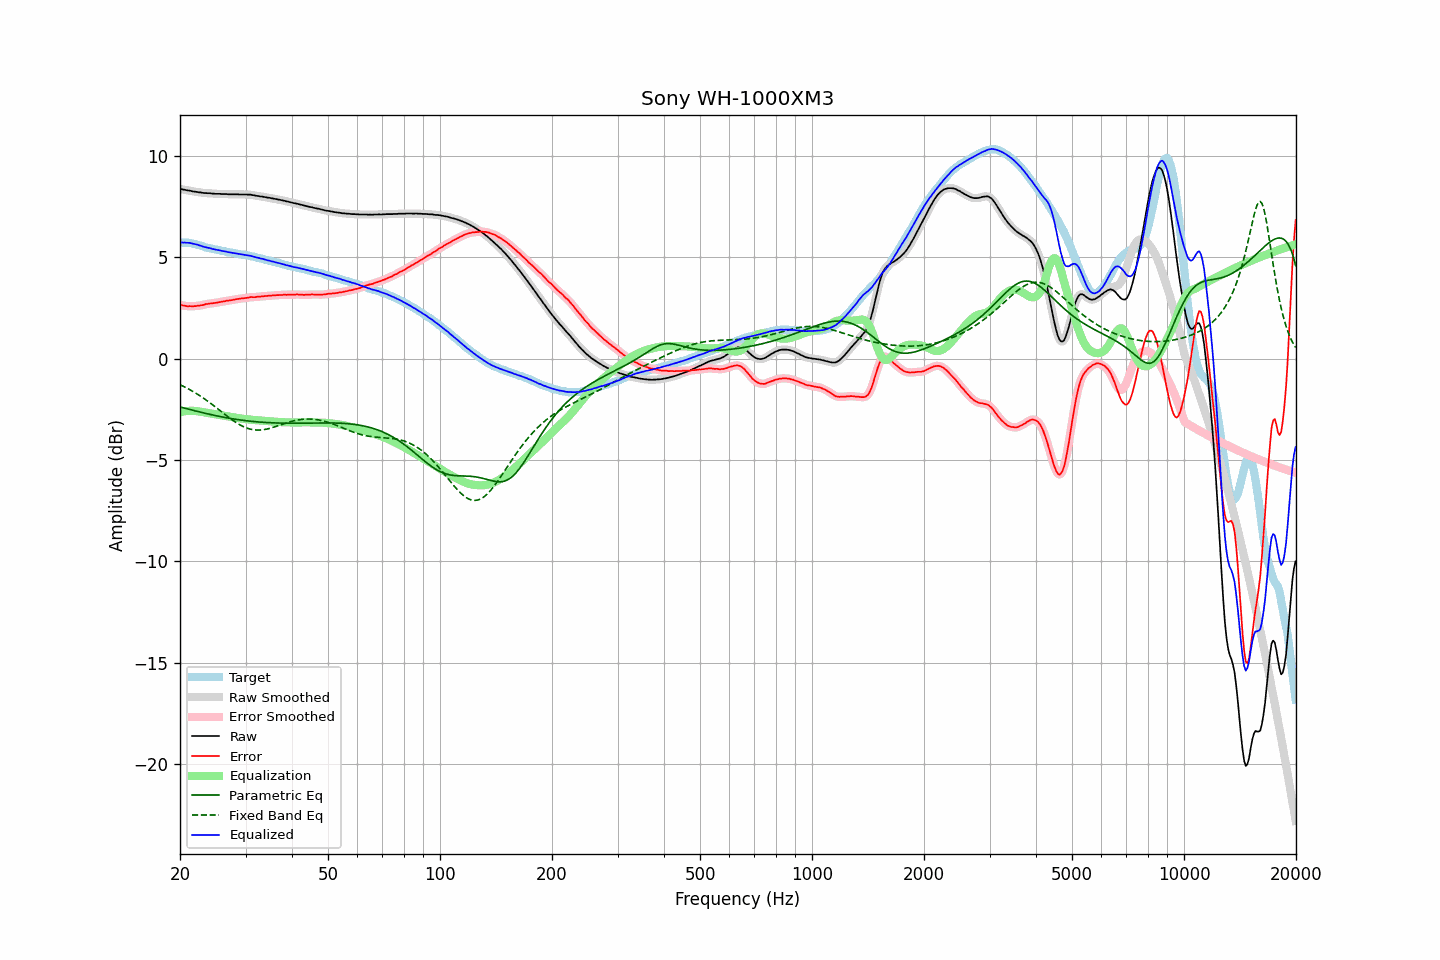 Sony WH-1000XM3
Amplitude (dBr)
10
5
0
−5
−10
−15
−20
Target
Raw Smoothed
Error Smoothed
Raw
Error
Equalization
Parametric Eq
Fixed Band Eq
Equalized
20 50 100 200 500 1000 2000 5000 10000 20000
Frequency (Hz)